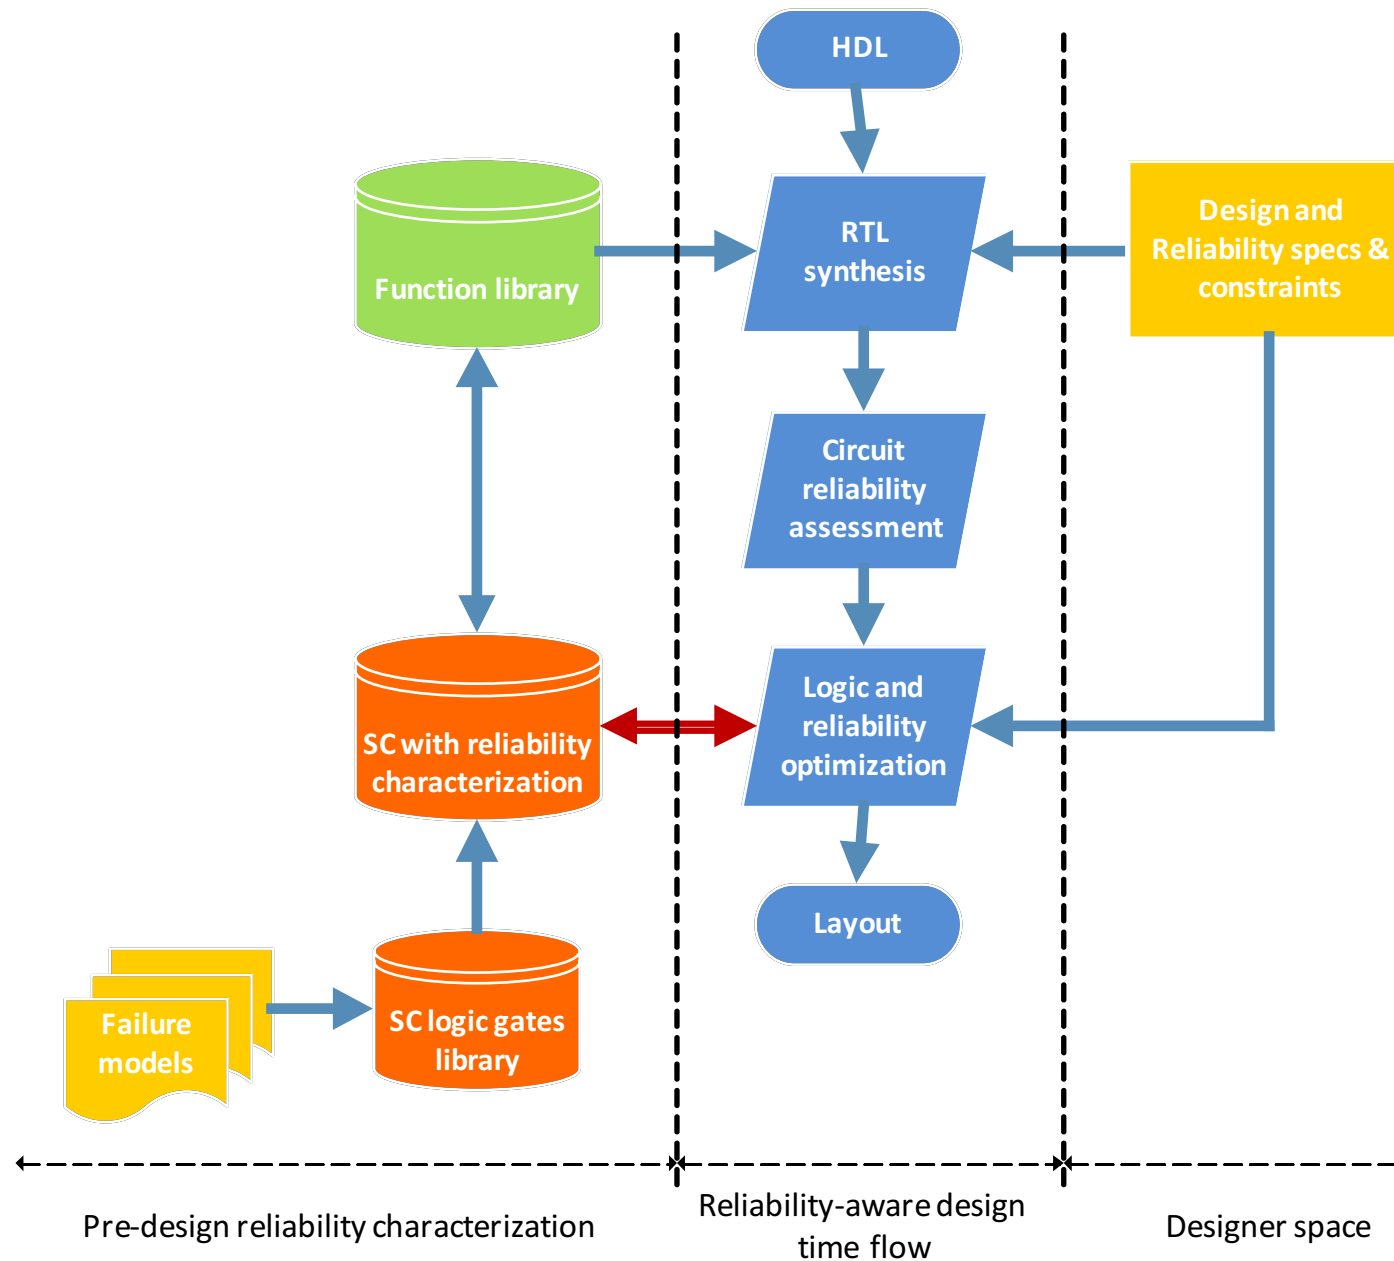 HDL
Function library
RTL
synthesis
Design and
Reliability specs &
constraints
Circuit
reliability
assessment
SC with reliability
characterization
Logic and
reliability
optimization
Failure
models
SC logic gates
library
Layout
Pre-design reliability characterization
Reliability-aware design
time flow
Designer space